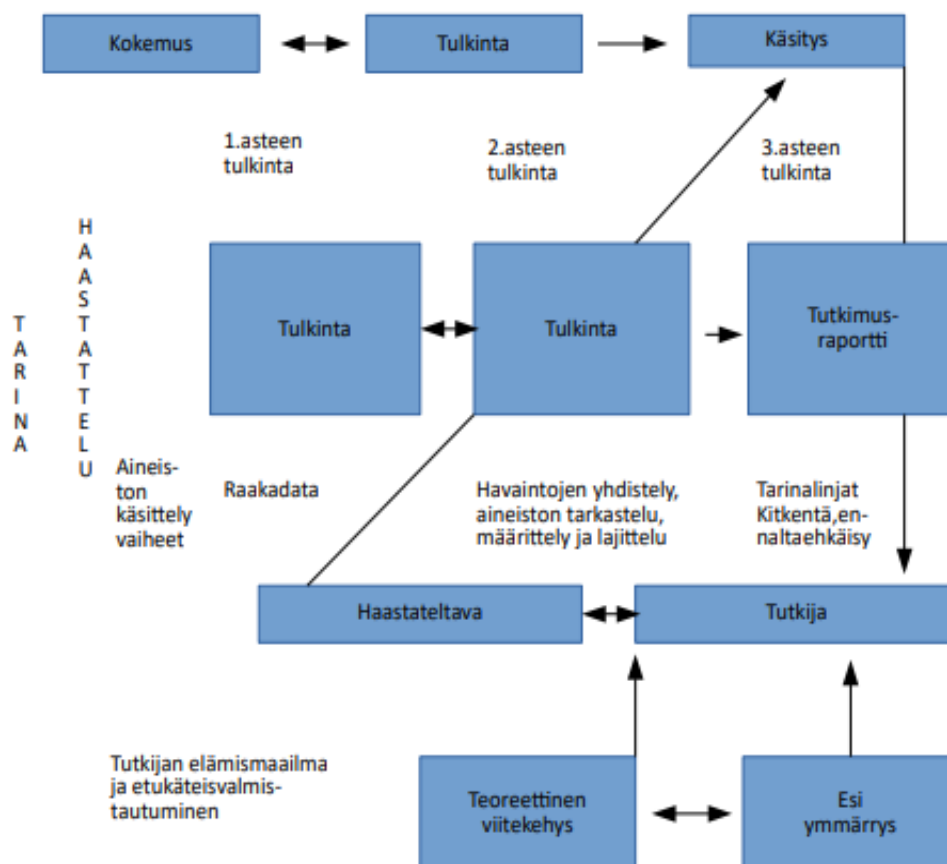 Kokemus
Tulkinta
Käsitys
1.asteen
tulkinta
2.asteen
tulkinta
3.asteen
tulkinta
TARINA
HAASTATTELU
Tulkinta
Tulkinta
Tutkimus-
raportti
Aineis-
ton
käsittely
vaiheet
Raakadata
Havaintojen yhdistely,
aineiston tarkastelu,
määrittely ja lajittelu
Tarinalinjat
Kitkentä,en-
naltaehkäisy
Haastateltava
Tutkija
Tutkijan elämismaailma
ja etukäteisvalmis-
tautuminen
Teoreettinen
viitekehys
Esi
ymmärrys